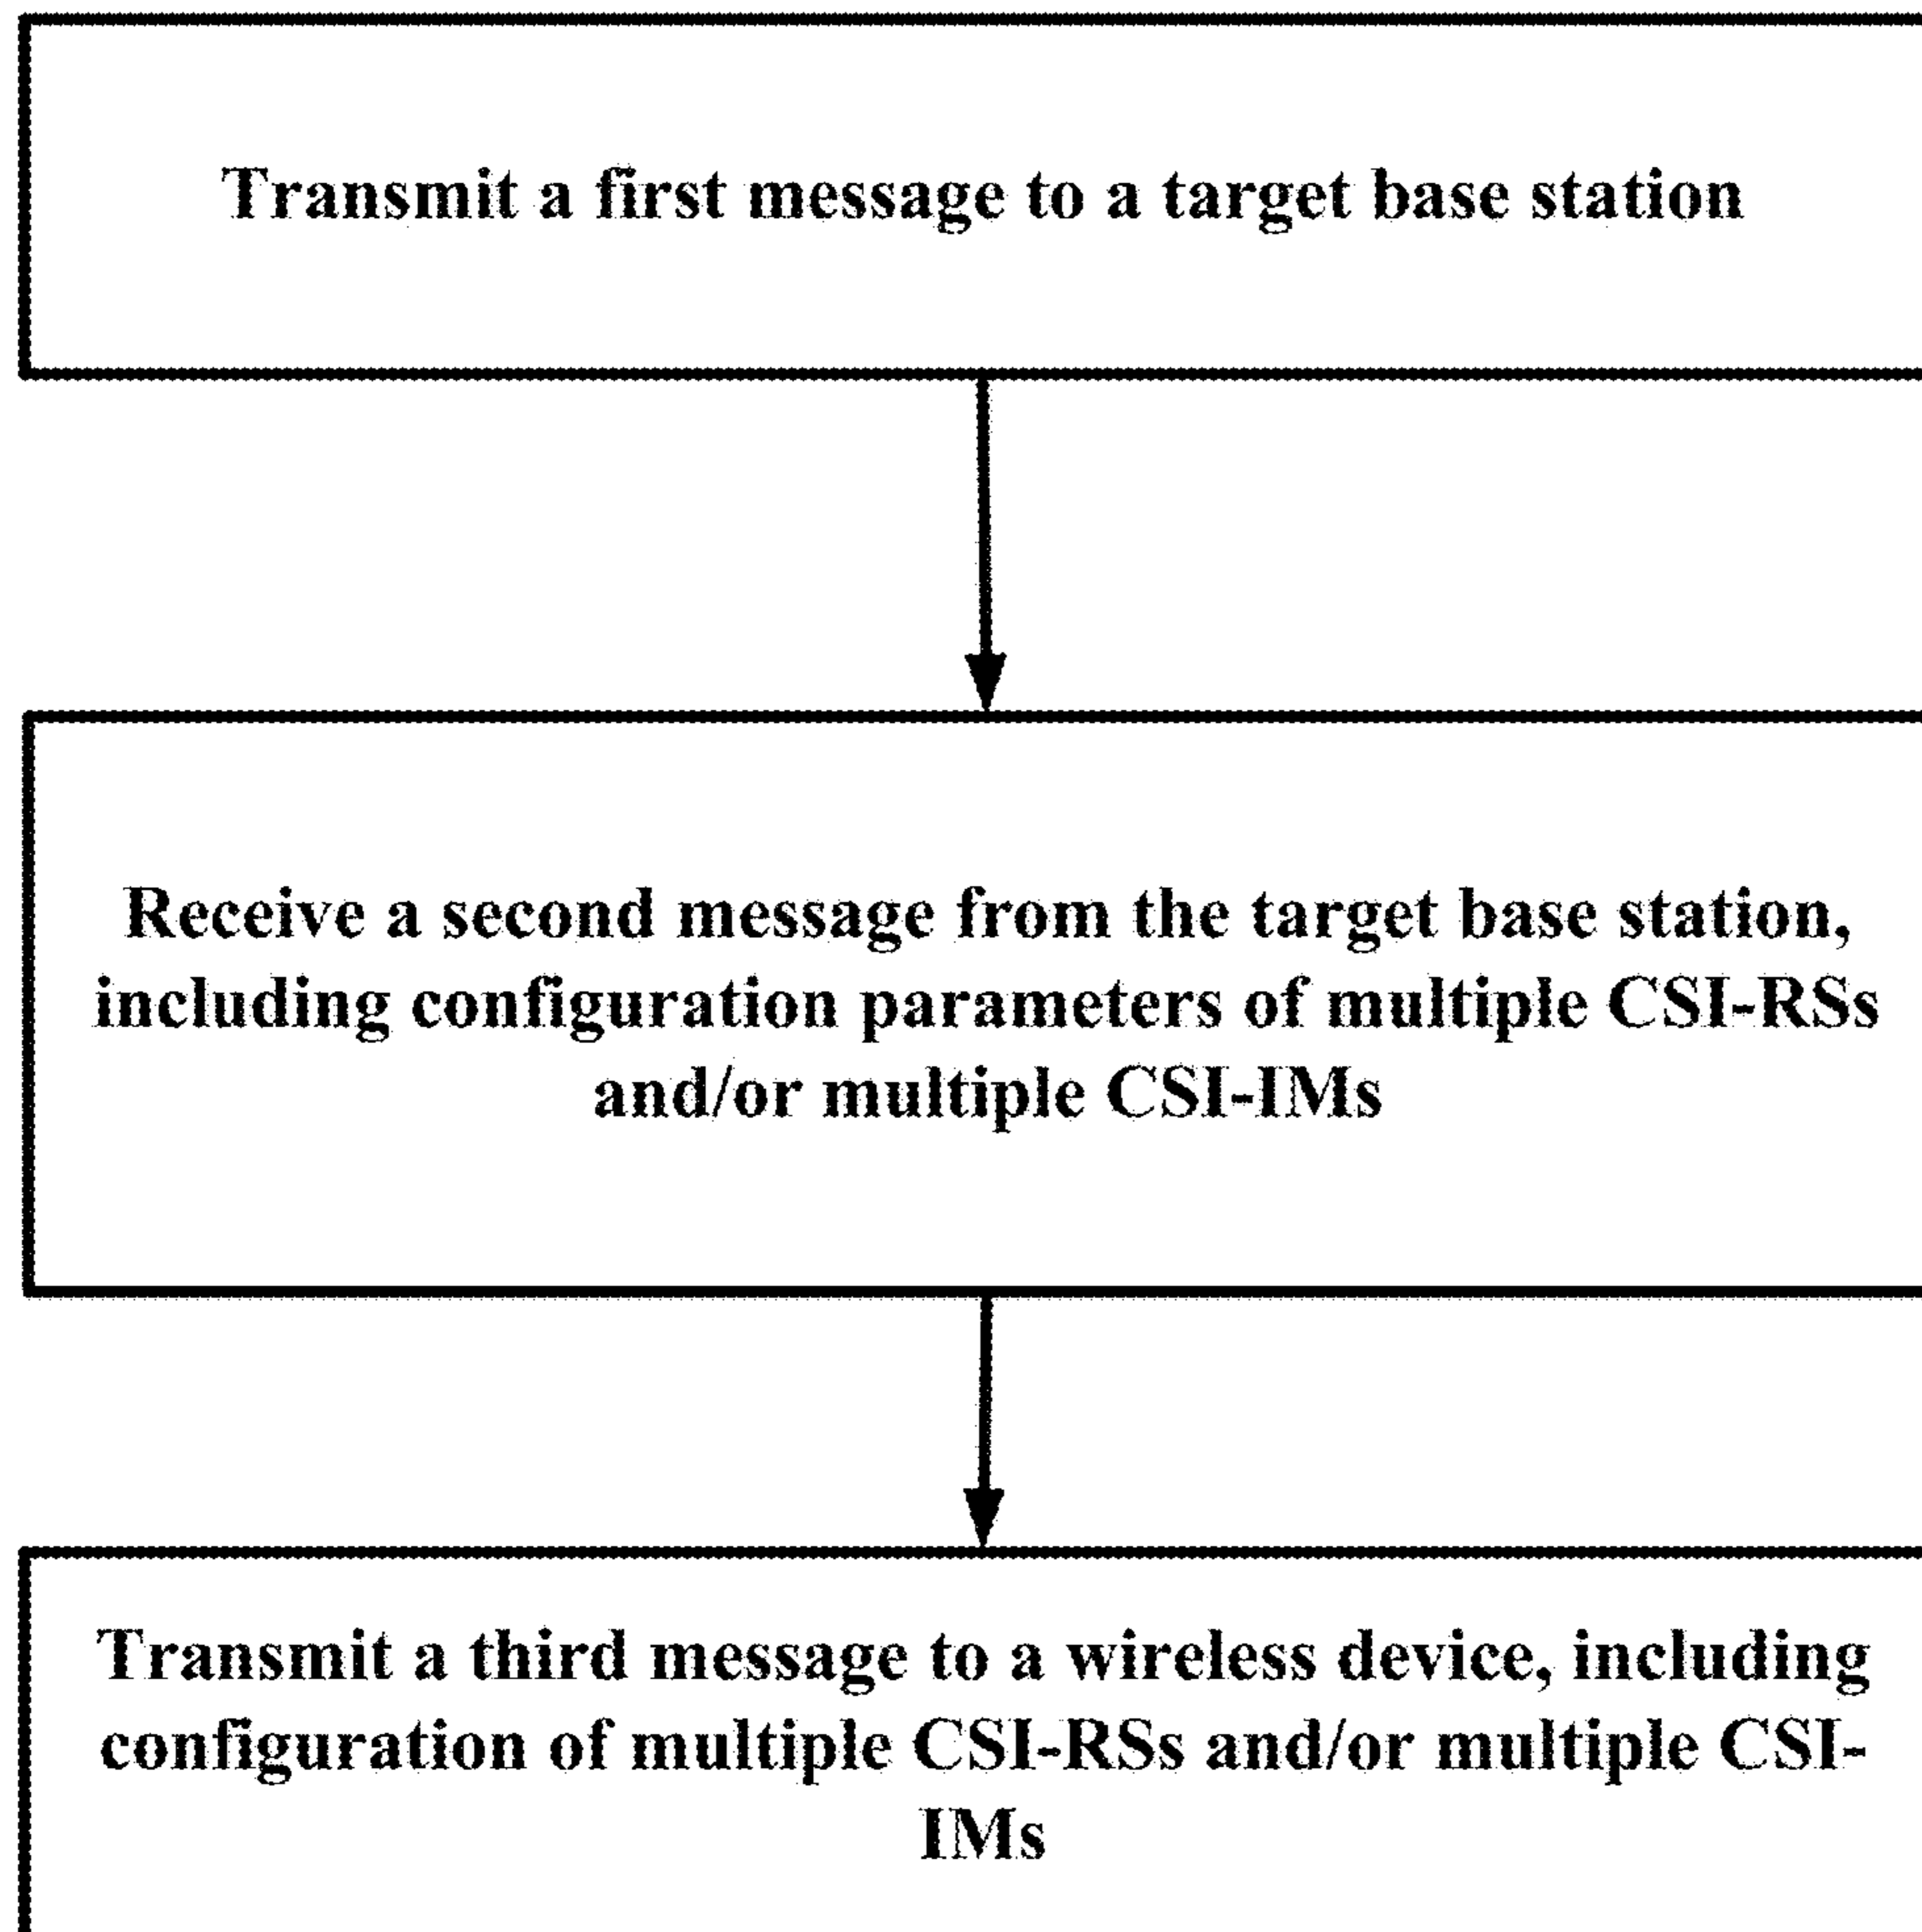 Transmit a first message to a target base station
Receive a second message from the target base station,
including configuration parameters of multiple CSI-RSs
and/or multiple CSI-IMs
Transmit a third message to a wireless device, including
configuration of multiple CSI-RSs and/or multiple CSI-
IMs